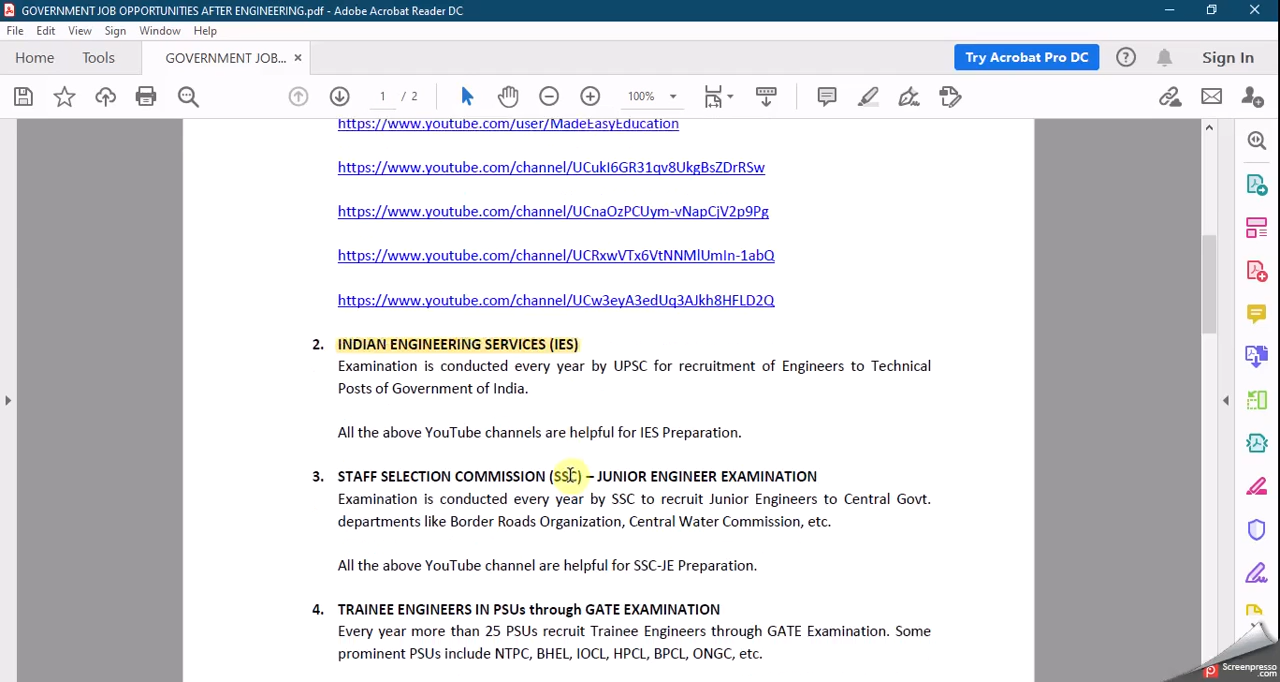 GOVERNMENT JOB OPPORTUNITIES AFTER ENGINEERING.pdf - Adobe Acrobat Reader DC
File Edit View Sign Window Help
Home Tools GOVERNMENT JOB... × Try Acrobat Pro DC Sign In
1 / 2 100%
https://www.youtube.com/user/MadeEasyEducation
https://www.youtube.com/channel/UCukI6GR31qv8UkgBsZDrRSw
https://www.youtube.com/channel/UCnaOzPCUym-vNapCjV2p9Pg
https://www.youtube.com/channel/UCRxwVTx6VtNNMlUmIn-1abQ
https://www.youtube.com/channel/UCw3eyA3edUq3AJkh8HFLD2Q
2. INDIAN ENGINEERING SERVICES (IES)
Examination is conducted every year by UPSC for recruitment of Engineers to Technical
Posts of Government of India.
All the above YouTube channels are helpful for IES Preparation.
3. STAFF SELECTION COMMISSION (SSC) – JUNIOR ENGINEER EXAMINATION
Examination is conducted every year by SSC to recruit Junior Engineers to Central Govt.
departments like Border Roads Organization, Central Water Commission, etc.
All the above YouTube channel are helpful for SSC-JE Preparation.
4. TRAINEE ENGINEERS IN PSUs through GATE EXAMINATION
Every year more than 25 PSUs recruit Trainee Engineers through GATE Examination. Some
prominent PSUs include NTPC, BHEL, IOCL, HPCL, BPCL, ONGC, etc.
Screenpresso
.com